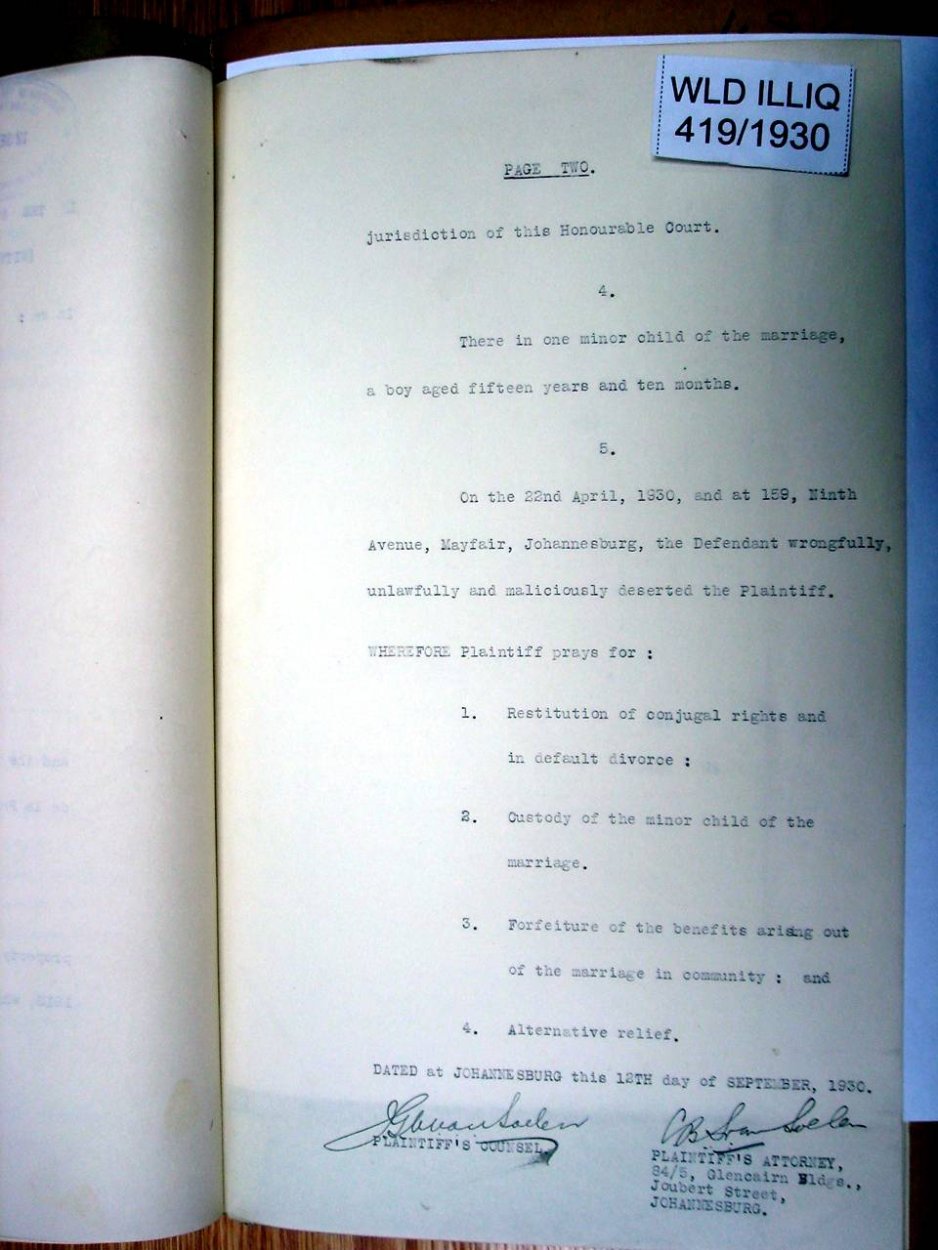 WLD ILLIQ
419/1930
PAGE TWO.
jurisdiction of this Honourable Court.
4.
There in one minor child of the marriage,
a boy aged fifteen years and ten months.
5.
On the 22nd April, 1930, and at 159, Ninth
Avenue, Mayfair, Johannesburg, the Defendant wrongfully,
unlawfully and maliciously deserted the Plaintiff.
WHEREFORE Plaintiff prays for :
1. Restitution of conjugal rights and
in default divorce :
2. Custody of the minor child of the
marriage.
3. Forfeiture of the benefits arising out
of the marriage in community : and
4. Alternative relief.
DATED at JOHANNESBURG this 12TH day of SEPTEMBER, 1930.
van Soelen
van Soelen
PLAINTIFF'S COUNSEL
PLAINTIFF'S ATTORNEY,
84/5, Glencairn Bldgs.,
Joubert Street,
JOHANNESBURG.